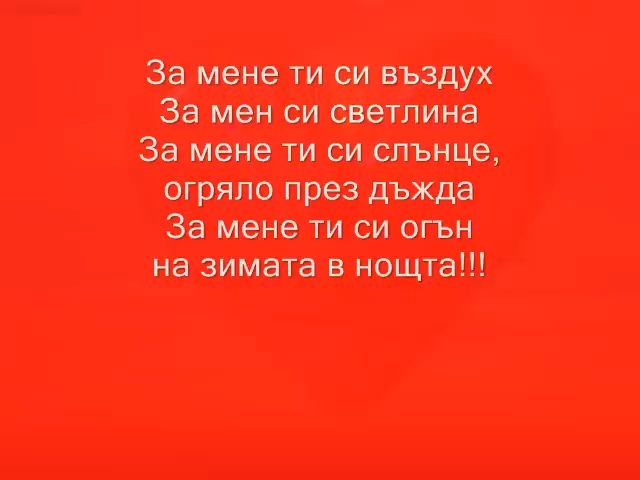 За мене ти си въздух
За мен си светлина
За мене ти си слънце,
огряло през дъжда
За мене ти си огън
на зимата в нощта!!!